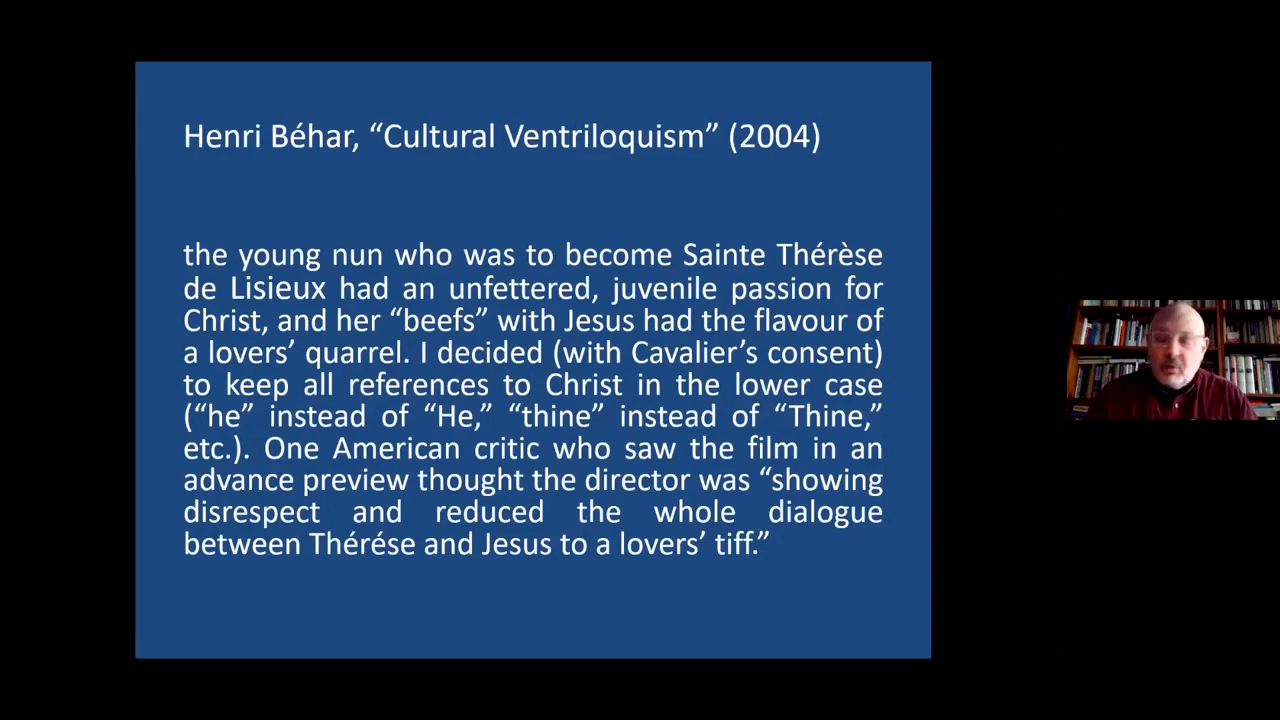 Henri Béhar, “Cultural Ventriloquism” (2004)
the young nun who was to become Sainte Thérèse
de Lisieux had an unfettered, juvenile passion for
Christ, and her “beefs” with Jesus had the flavour of
a lovers’ quarrel. I decided (with Cavalier’s consent)
to keep all references to Christ in the lower case
(“he” instead of “He,” “thine” instead of “Thine,”
etc.). One American critic who saw the film in an
advance preview thought the director was “showing
disrespect and reduced the whole dialogue
between Thérése and Jesus to a lovers’ tiff.”